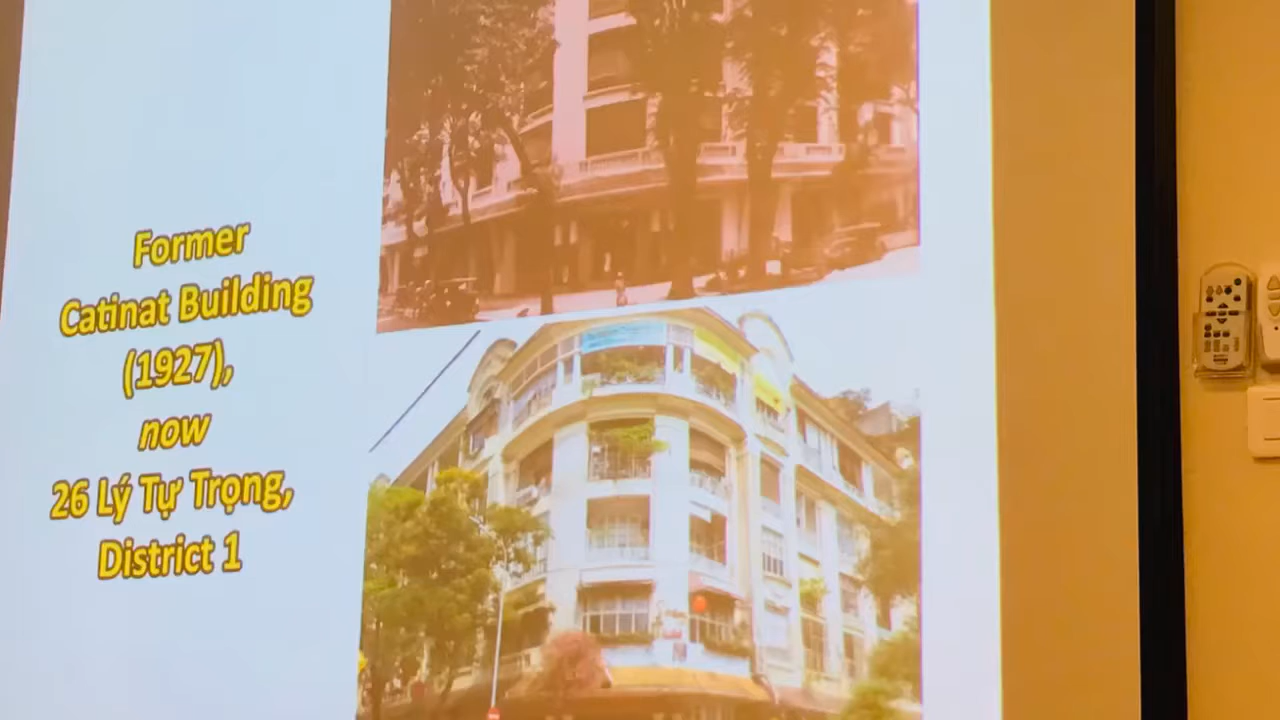 Former
Catinat Building
(1927),
now
26 Lý Tự Trọng,
District 1